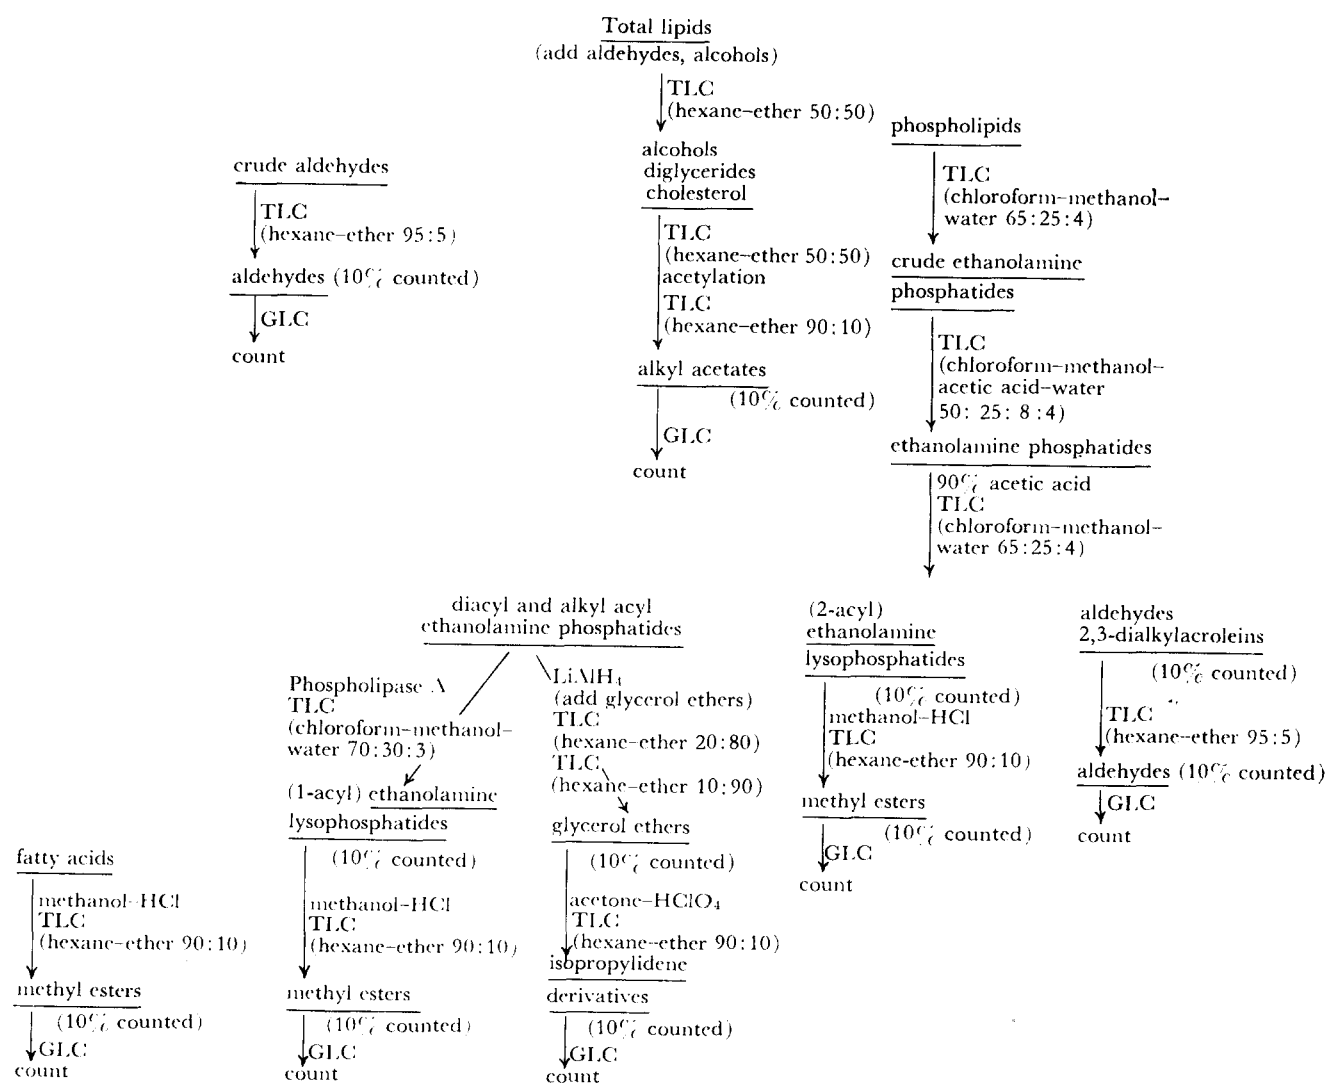 Total lipids
(add aldehydes, alcohols)
TLC
(hexane-ether 50:50)
crude aldehydes
TLC
(hexane-ether 95:5)
aldehydes (10% counted)
GLC
count
alcohols
diglycerides
cholesterol
TLC
(hexane-ether 50:50)
acetylation
TLC
(hexane-ether 90:10)
alkyl acetates
(10% counted)
GLC
count
phospholipids
TLC
(chloroform-methanol-
water 65:25:4)
crude ethanolamine
phosphatides
TLC
(chloroform-methanol-
acetic acid-water
50: 25: 8 :4)
ethanolamine phosphatides
90% acetic acid
TLC
(chloroform-methanol-
water 65:25:4)
diacyl and alkyl acyl
ethanolamine phosphatides
Phospholipase A
TLC
(chloroform-methanol-
water 70:30:3)
(1-acyl) ethanolamine
lysophosphatides
(10% counted)
methanol-HCl
TLC
(hexane-ether 90:10)
methyl esters
(10% counted)
GLC
count
LiAlH4
(add glycerol ethers)
TLC
(hexane-ether 20:80)
TLC
(hexane-ether 10:90)
glycerol ethers
(10% counted)
acetone-HClO4
TLC
(hexane-ether 90:10)
isopropylidene
derivatives
(10% counted)
GLC
count
(2-acyl)
ethanolamine
lysophosphatides
(10% counted)
methanol-HCl
TLC
(hexane-ether 90:10)
methyl esters
(10% counted)
GLC
count
aldehydes
2,3-dialkylacroleins
(10% counted)
TLC
(hexane-ether 95:5)
aldehydes (10% counted)
GLC
count
fatty acids
methanol-HCl
TLC
(hexane-ether 90:10)
methyl esters
(10% counted)
GLC
count